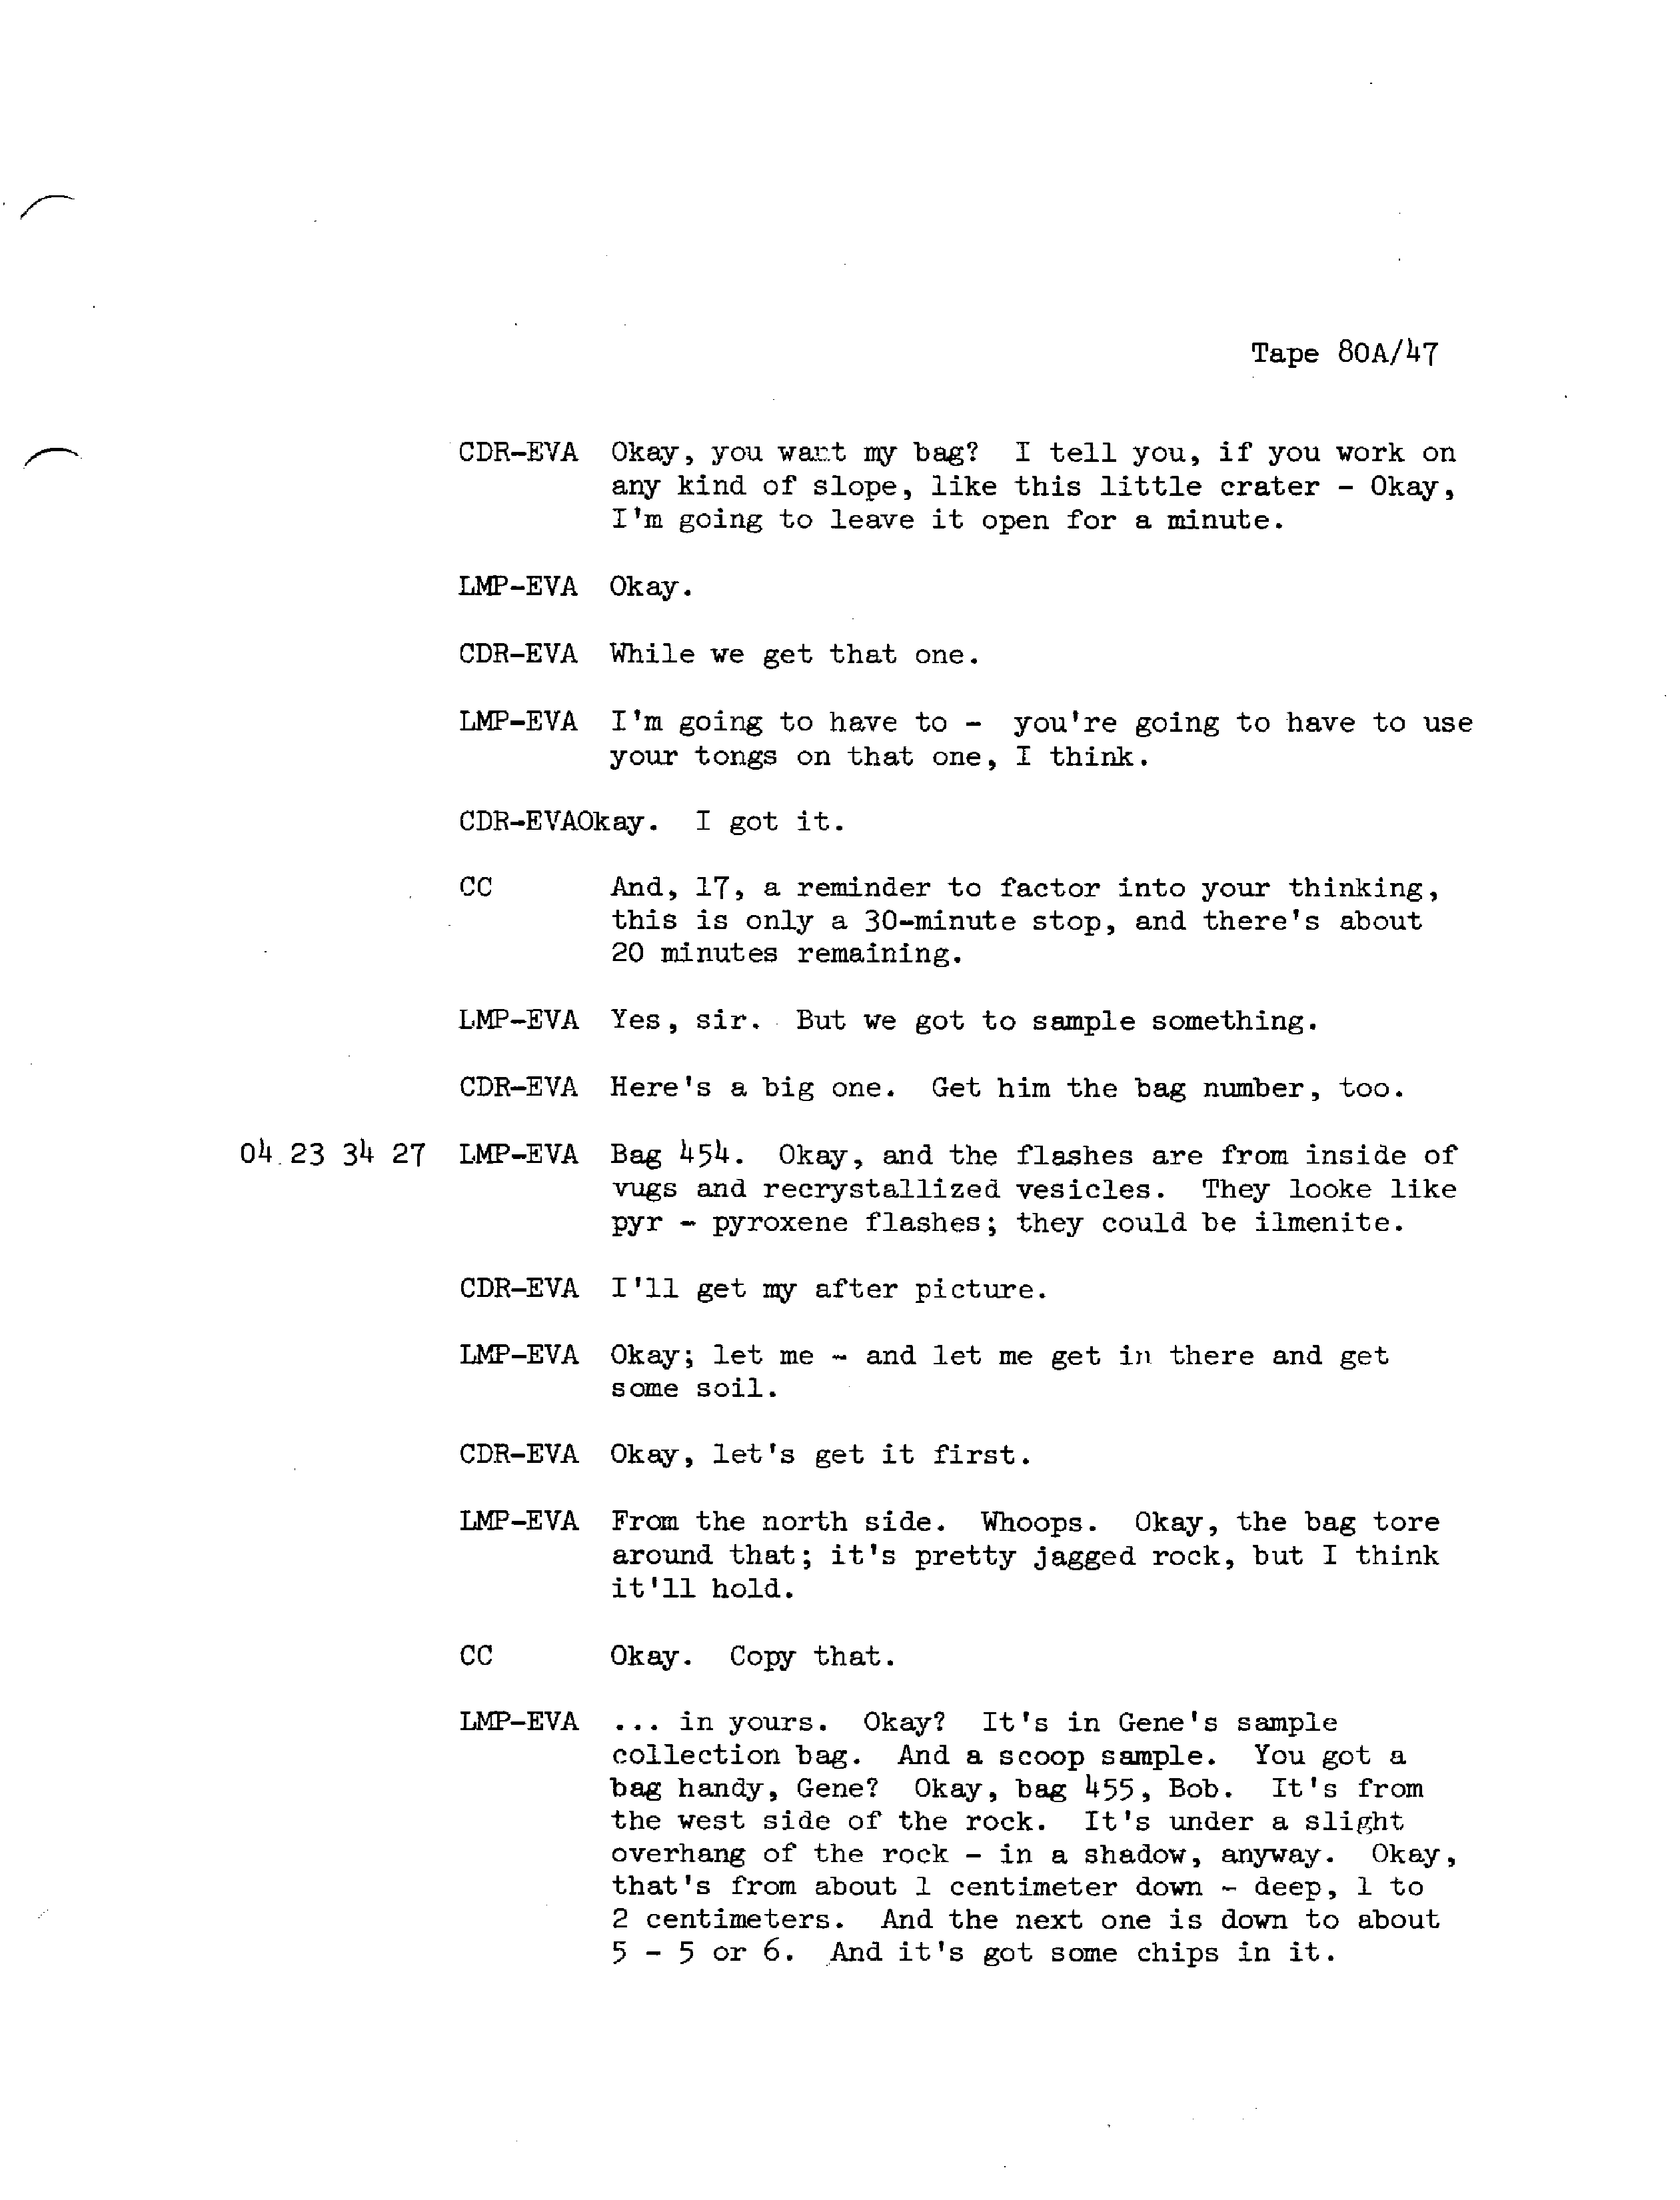 Tape 80A/47
CDR-EVA Okay, you want my bag? I tell you, if you work on
any kind of slope, like this little crater - Okay,
I'm going to leave it open for a minute.
LMP-EVA Okay.
CDR-EVA While we get that one.
LMP-EVA I'm going to have to - you're going to have to use
your tongs on that one, I think.
CDR-EVAOkay. I got it.
CC And, 17, a reminder to factor into your thinking,
this is only a 30-minute stop, and there's about
20 minutes remaining.
LMP-EVA Yes, sir. But we got to sample something.
CDR-EVA Here's a big one. Get him the bag number, too.
04 23 34 27 LMP-EVA Bag 454. Okay, and the flashes are from inside of
vugs and recrystallized vesicles. They looke like
pyr - pyroxene flashes; they could be ilmenite.
CDR-EVA I'll get my after picture.
LMP-EVA Okay; let me - and let me get in there and get
some soil.
CDR-EVA Okay, let's get it first.
LMP-EVA From the north side. Whoops. Okay, the bag tore
around that; it's pretty jagged rock, but I think
it'll hold.
CC Okay. Copy that.
LMP-EVA ... in yours. Okay? It's in Gene's sample
collection bag. And a scoop sample. You got a
bag handy, Gene? Okay, bag 455, Bob. It's from
the west side of the rock. It's under a slight
overhang of the rock - in a shadow, anyway. Okay,
that's from about 1 centimeter down - deep, 1 to
2 centimeters. And the next one is down to about
5 - 5 or 6. And it's got some chips in it.